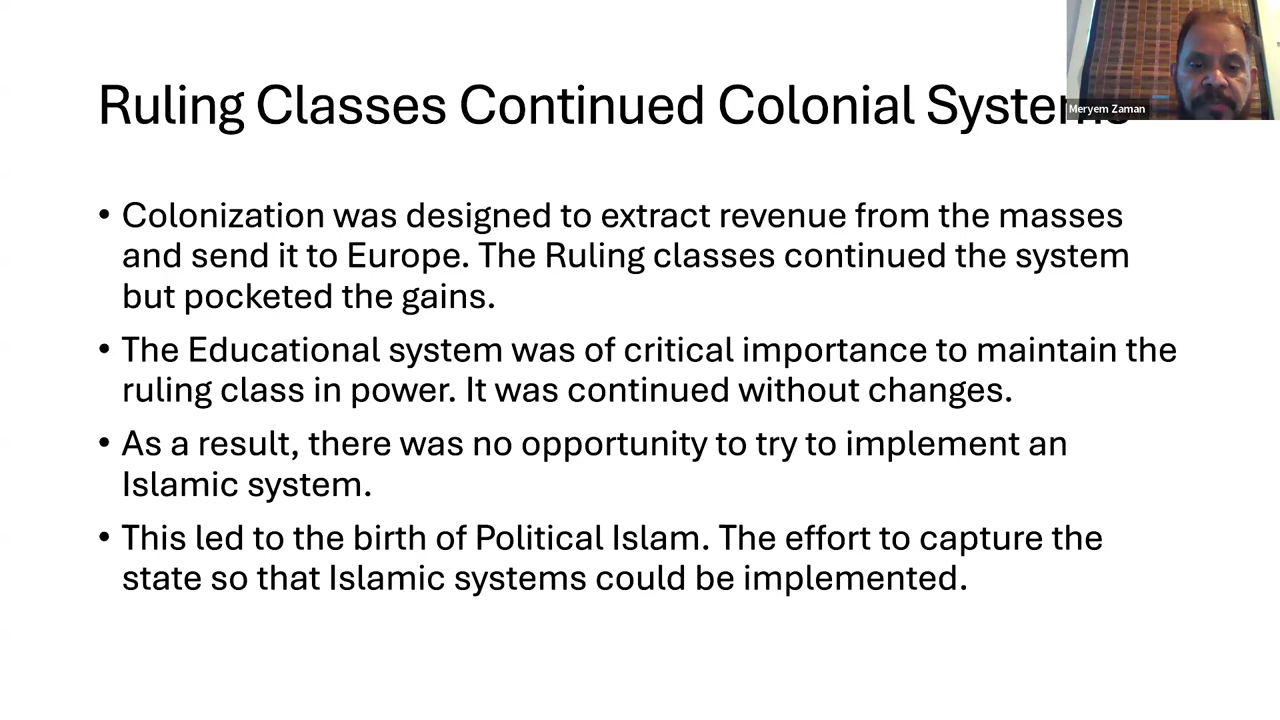 Ruling Classes Continued Colonial Systems
Meryem Zaman
• Colonization was designed to extract revenue from the masses
and send it to Europe. The Ruling classes continued the system
but pocketed the gains.
• The Educational system was of critical importance to maintain the
ruling class in power. It was continued without changes.
• As a result, there was no opportunity to try to implement an
Islamic system.
• This led to the birth of Political Islam. The effort to capture the
state so that Islamic systems could be implemented.